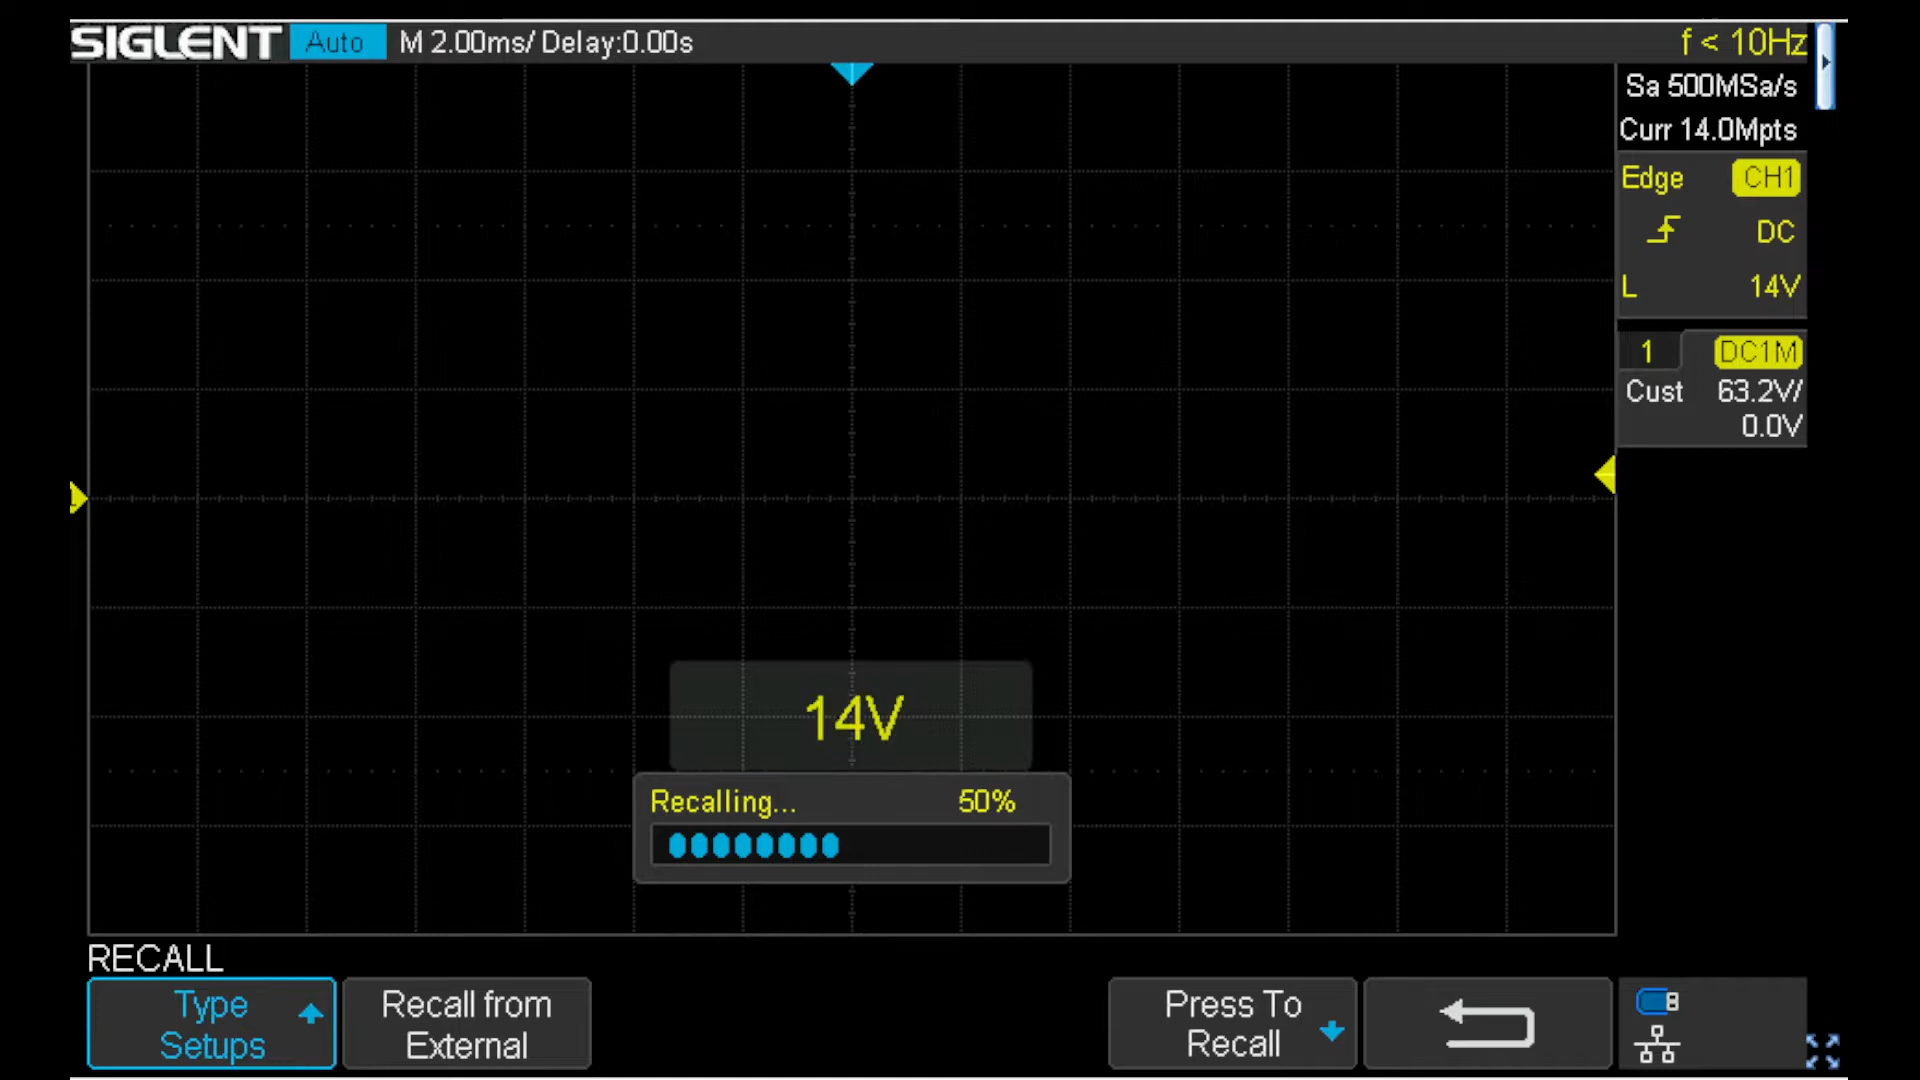 SIGLENT Auto M 2.00ms/ Delay:0.00s f < 10Hz
Sa 500MSa/s
Curr 14.0Mpts
Edge CH1
DC
L 14V
1 DC1M
Cust 63.2V/
0.0V
14V
Recalling... 50%
RECALL
Type
Setups
Recall from
External
Press To
Recall